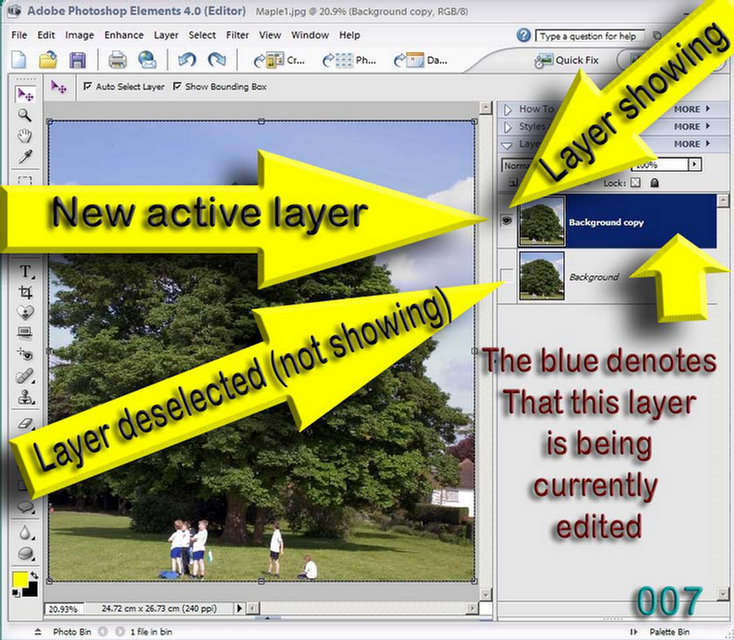 Adobe Photoshop Elements 4.0 (Editor) Maple1.jpg @ 20.9% (Background copy, RGB/8)
File Edit Image Enhance Layer Select Filter View Window Help Type a question for help
Cr... Ph... Da... Quick Fix
Auto Select Layer Show Bounding Box
How To MORE
Styles MORE
MORE
Layer showing
Lock:
New active layer
Background copy
Background
Layer deselected (not showing)
The blue denotes
That this layer
is being
currently
edited
007
20.93% 24.72 cm x 26.73 cm (240 ppi)
Photo Bin 1 file in bin Palette Bin